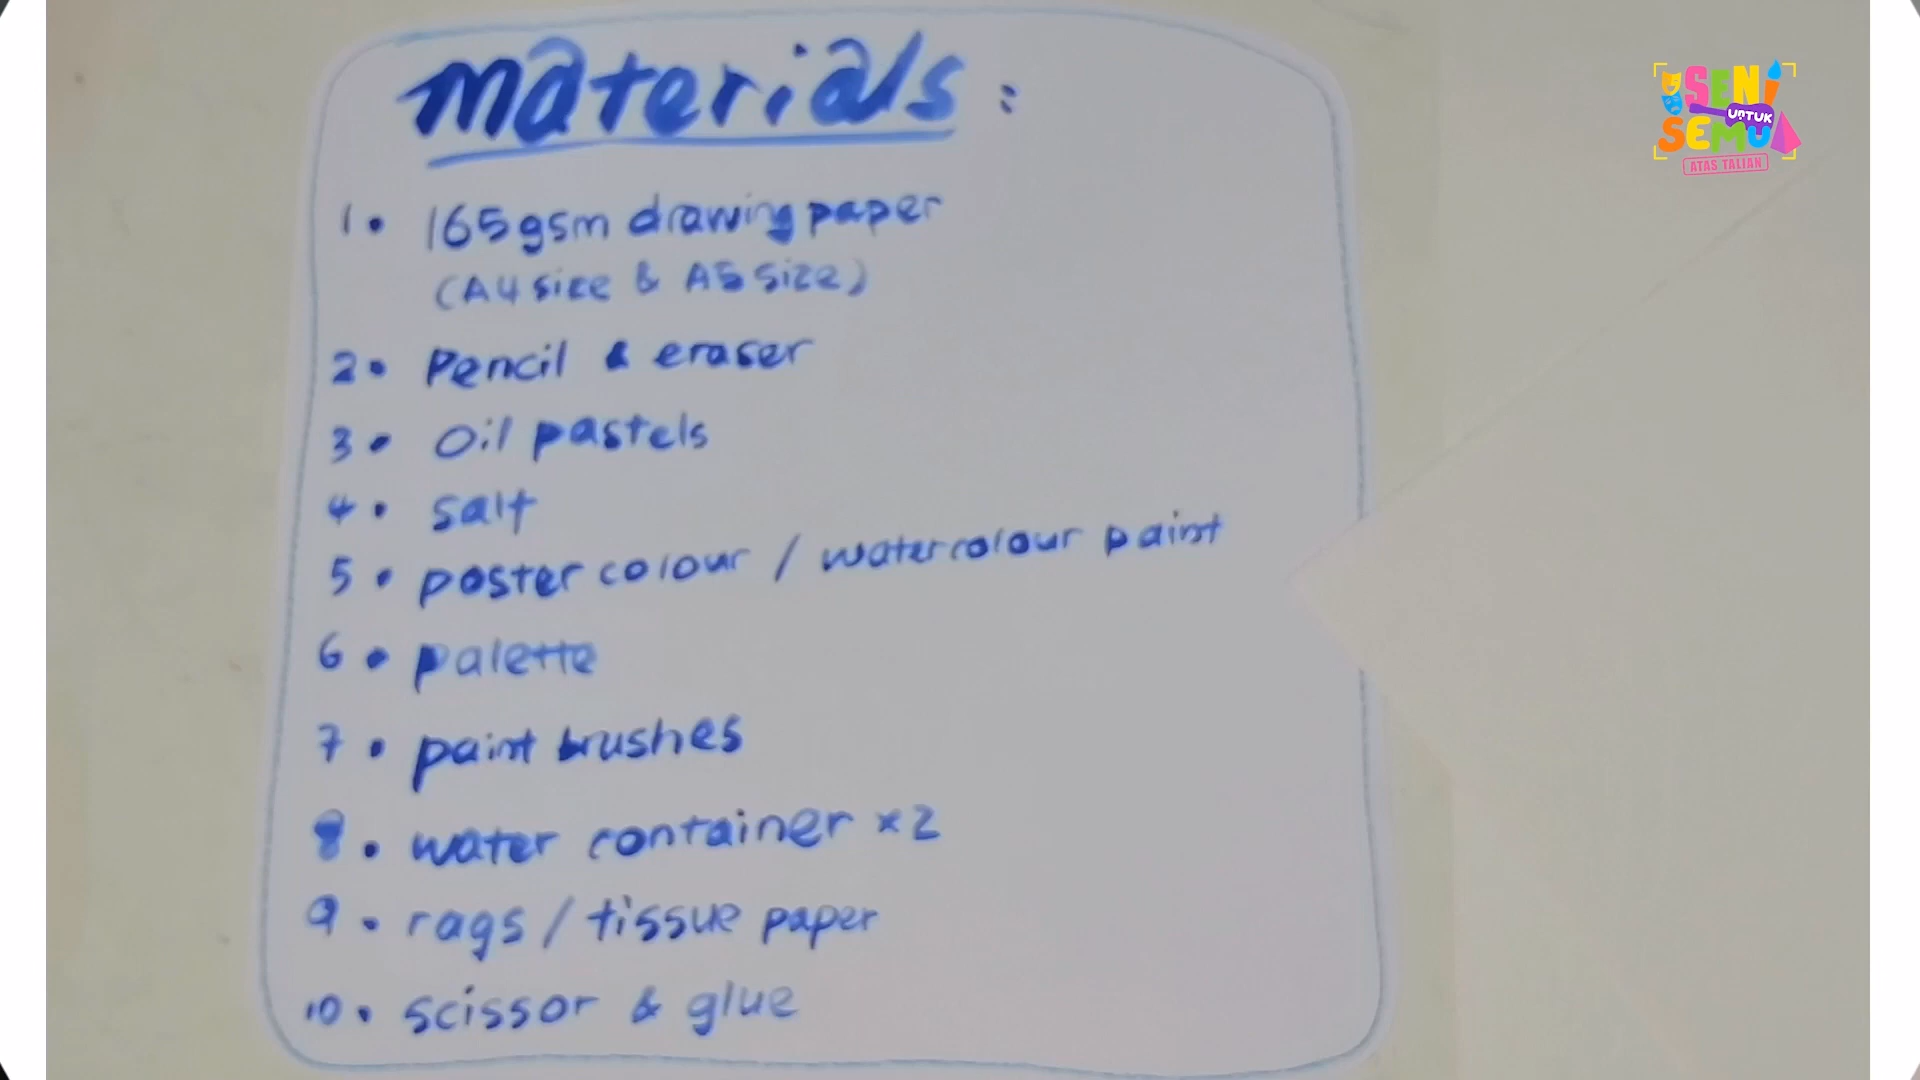 materials :
1. 165gsm drawing paper
(A4 size & A5 size)
2. Pencil & eraser
3. Oil pastels
4. salt
5. poster colour / watercolour paint
6. palette
7. paint brushes
8. water container x2
9. rags / tissue paper
10. scissor & glue
SENI
UNTUK
SEMUA
ATAS TALIAN